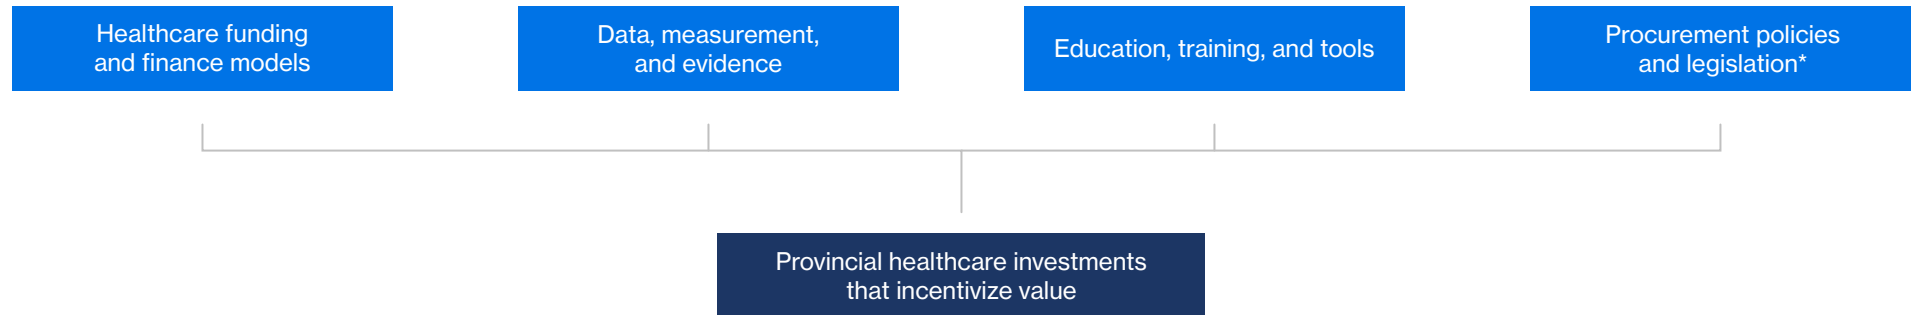 Healthcare funding
and finance models
Data, measurement,
and evidence
Education, training, and tools
Procurement policies
and legislation*
Provincial healthcare investments
that incentivize value